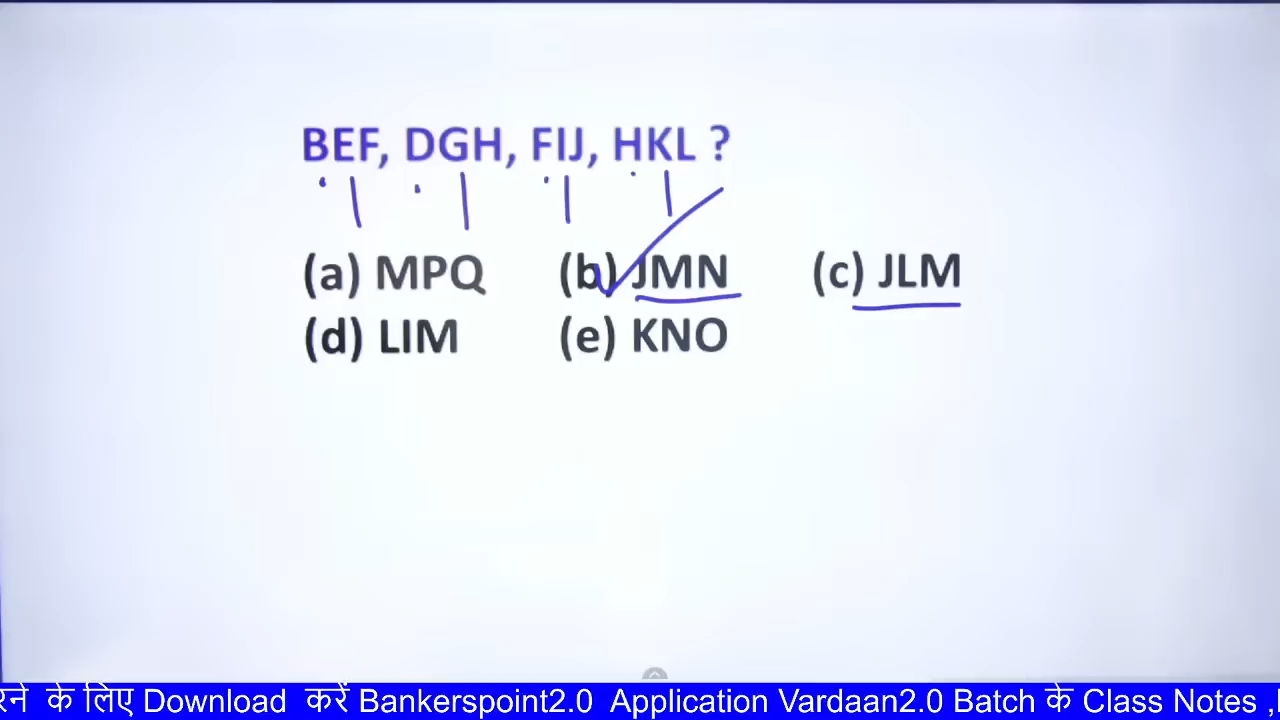 BEF, DGH, FIJ, HKL ?
(a) MPQ (b) JMN (c) JLM
(d) LIM (e) KNO
के लिए Download करें Bankerspoint2.0 Application Vardaan2.0 Batch के Class Notes ,